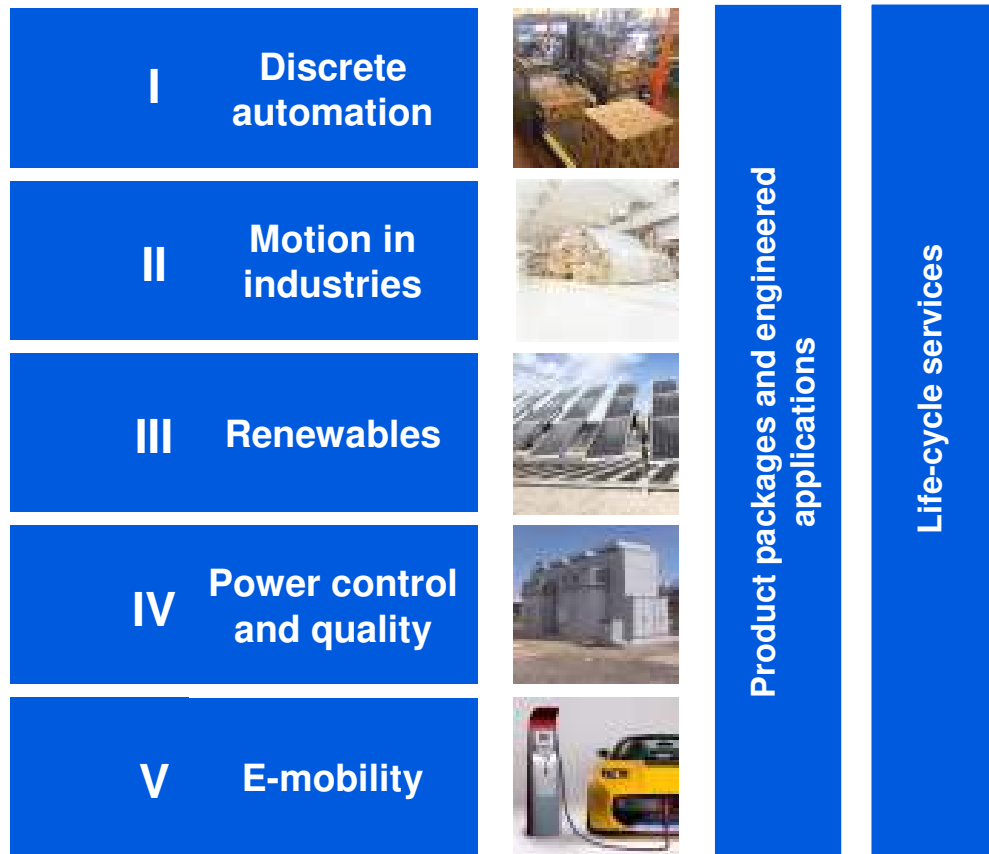 I
Discrete
automation
II
Motion in
industries
III
Renewables
IV
Power control
and quality
V
E-mobility
Product packages and engineered
applications
Life-cycle services